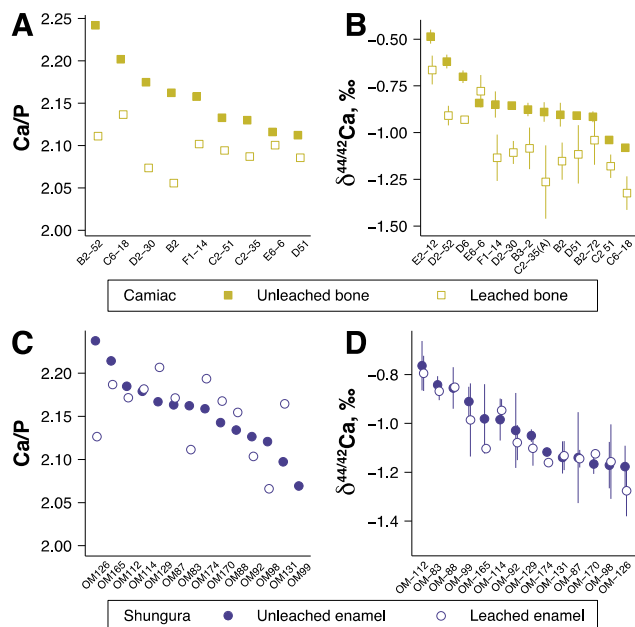 A
Ca/P
2.25
2.20
2.15
2.10
2.05
2.00
B2–52
C6–18
D2–30
B2
F1–14
C2–51
C2–35
E6–6
D51
B
δ44/42Ca, ‰
−0.50
−0.75
−1.00
−1.25
−1.50
E2–12
D2–52
D6
E6–6
F1–14
D2–30
B3–2
C2–35(A)
B2
D51
B2–72
C2 51
C6–18
Camiac Unleached bone Leached bone
C
Ca/P
2.20
2.15
2.10
2.05
2.00
OM126
OM165
OM112
OM114
OM129
OM87
OM83
OM174
OM170
OM88
OM92
OM98
OM131
OM99
D
δ44/42Ca, ‰
−0.8
−1.0
−1.2
−1.4
OM–112
OM–83
OM–88
OM–99
OM–165
OM–114
OM–92
OM–129
OM–174
OM–131
OM–87
OM–170
OM–98
OM–126
Shungura Unleached enamel Leached enamel